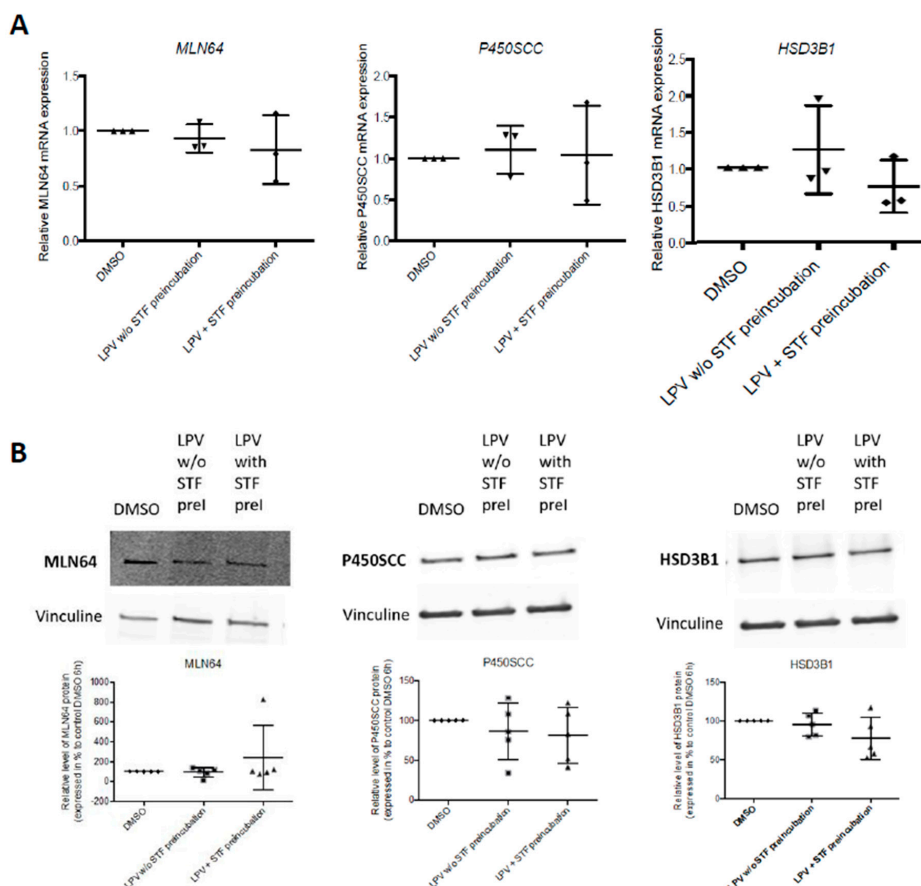 A
MLN64
Relative MLN64 mRNA expression
1.5
1.0
0.5
0.0
DMSO
LPV w/o STF preincubation
LPV + STF preincubation
P450SCC
Relative P450SCC mRNA expression
2.0
1.5
1.0
0.5
0.0
DMSO
LPV w/o STF preincubation
LPV + STF preincubation
HSD3B1
Relative HSD3B1 mRNA expression
2.5
2.0
1.5
1.0
0.5
0.0
DMSO
LPV w/o STF preincubation
LPV + STF preincubation
B
DMSO
LPV
w/o
STF
preI
LPV
with
STF
preI
MLN64
Vinculine
MLN64
Relative level of MLN64 protein
(expressed in % to control DMSO 6h)
1000
800
600
400
200
0
-200
DMSO
LPV w/o STF preincubation
LPV + STF preincubation
DMSO
LPV
w/o
STF
preI
LPV
with
STF
preI
P450SCC
Vinculine
P450SCC
Relative level of P450SCC protein
(expressed in % to control DMSO 6h)
150
100
50
0
DMSO
LPV w/o STF preincubation
LPV + STF preincubation
DMSO
LPV
w/o
STF
preI
LPV
with
STF
preI
HSD3B1
Vinculine
HSD3B1
Relative level of HSD3B1 protein
(expressed in % to control DMSO 6h)
150
100
50
0
DMSO
LPV w/o STF preincubation
LPV + STF preincubation